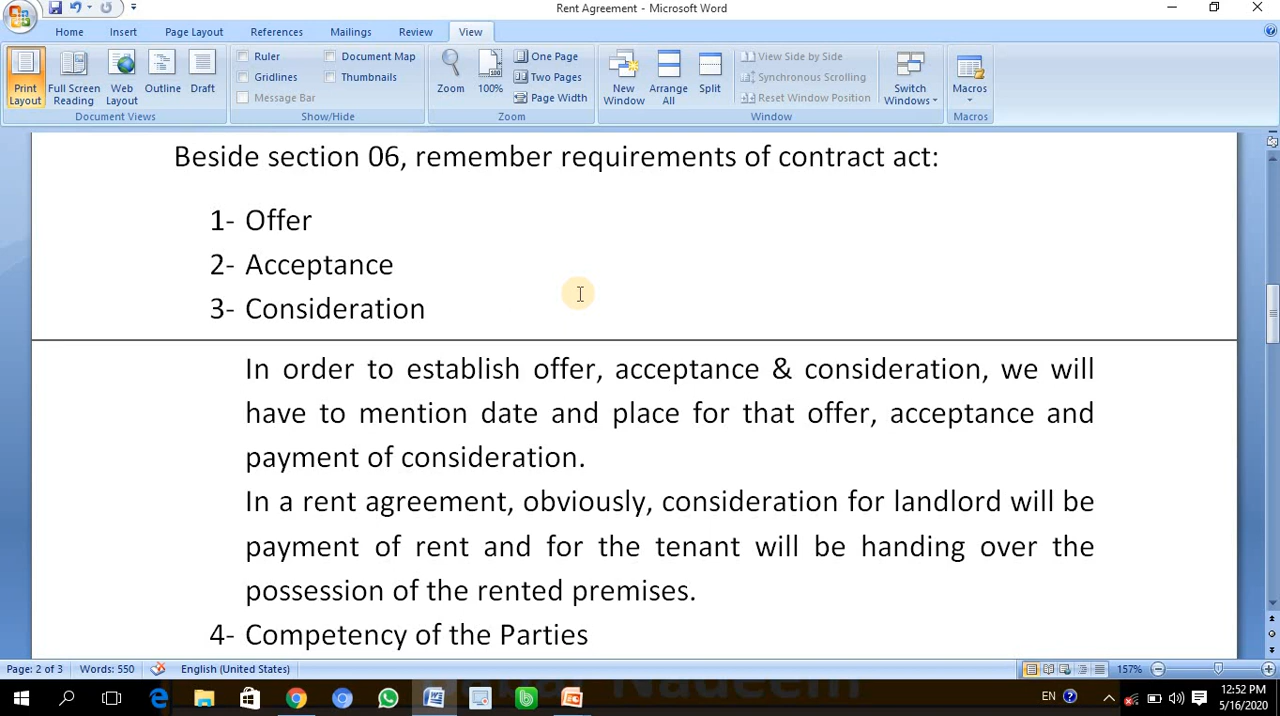 Rent Agreement - Microsoft Word
Home Insert Page Layout References Mailings Review View
Print Layout
Full Screen Reading
Web Layout
Outline
Draft
Document Views
Ruler
Gridlines
Message Bar
Document Map
Thumbnails
Show/Hide
Zoom
100%
One Page
Two Pages
Page Width
Zoom
New Window
Arrange All
Split
View Side by Side
Synchronous Scrolling
Reset Window Position
Switch Windows
Window
Macros
Macros
Beside section 06, remember requirements of contract act:
1- Offer
2- Acceptance
3- Consideration
In order to establish offer, acceptance & consideration, we will
have to mention date and place for that offer, acceptance and
payment of consideration.
In a rent agreement, obviously, consideration for landlord will be
payment of rent and for the tenant will be handing over the
possession of the rented premises.
4- Competency of the Parties
Page: 2 of 3 Words: 550 English (United States) 157%
EN 12:52 PM
5/16/2020